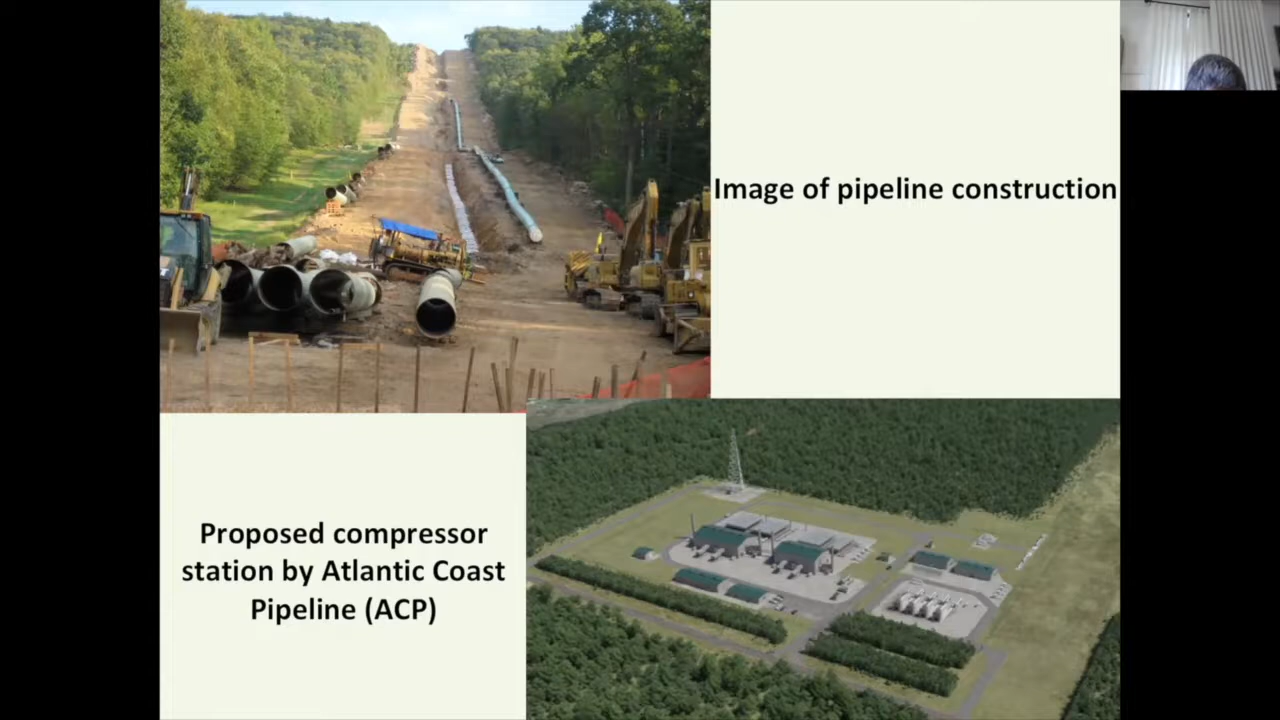 Image of pipeline construction
Proposed compressor
station by Atlantic Coast
Pipeline (ACP)